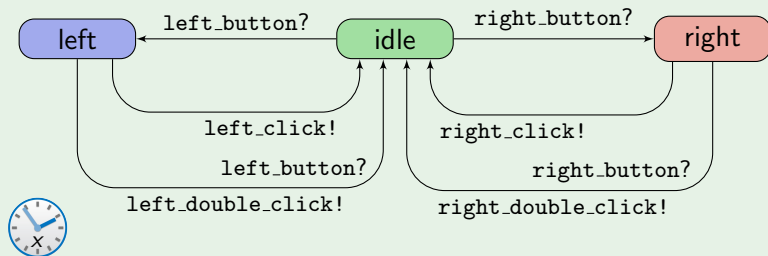 left
left_button?
idle
right_button?
right
left_click!
right_click!
left_button?
right_button?
left_double_click!
right_double_click!
x